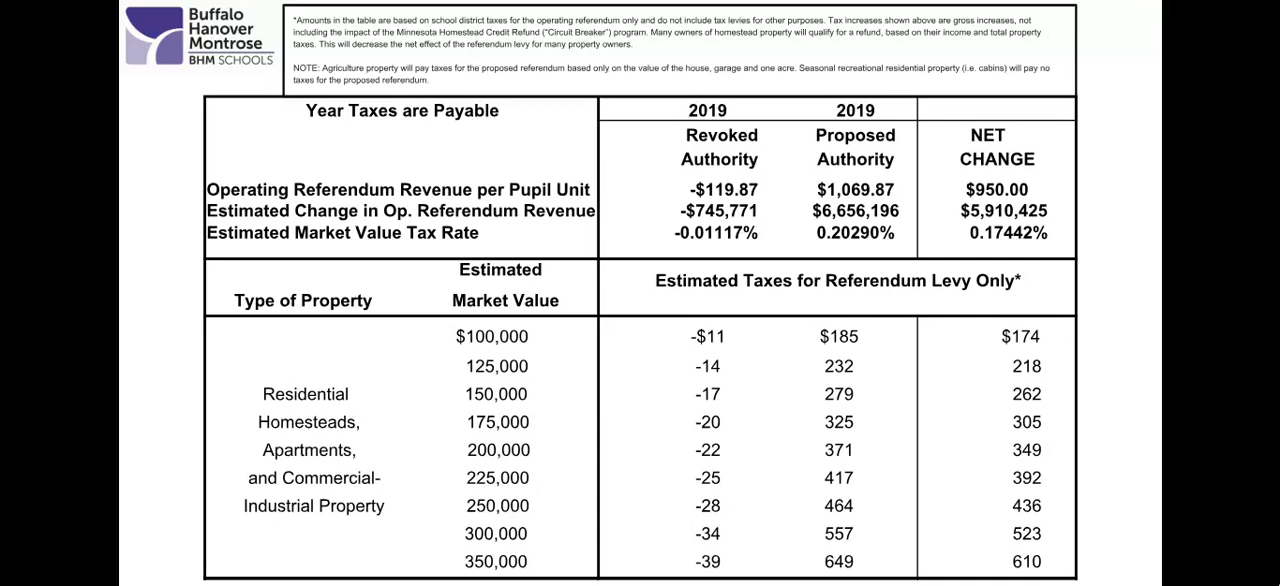 Buffalo
Hanover
Montrose
BHM SCHOOLS
*Amounts in the table are based on school district taxes for the operating referendum only and do not include tax levies for other purposes. Tax increases shown above are gross increases, not
including the impact of the Minnesota Homestead Credit Refund ("Circuit Breaker") program. Many owners of homestead property will qualify for a refund, based on their income and total property
taxes. This will decrease the net effect of the referendum levy for many property owners.
NOTE: Agriculture property will pay taxes for the proposed referendum based only on the value of the house, garage and one acre. Seasonal recreational residential property (i.e. cabins) will pay no
taxes for the proposed referendum.
Year Taxes are Payable 2019 2019
Revoked Proposed NET
Authority Authority CHANGE
Operating Referendum Revenue per Pupil Unit -$119.87 $1,069.87 $950.00
Estimated Change in Op. Referendum Revenue -$745,771 $6,656,196 $5,910,425
Estimated Market Value Tax Rate -0.01117% 0.20290% 0.17442%
Estimated
Estimated Taxes for Referendum Levy Only*
Type of Property Market Value
$100,000 -$11 $185 $174
125,000 -14 232 218
Residential 150,000 -17 279 262
Homesteads, 175,000 -20 325 305
Apartments, 200,000 -22 371 349
and Commercial- 225,000 -25 417 392
Industrial Property 250,000 -28 464 436
300,000 -34 557 523
350,000 -39 649 610